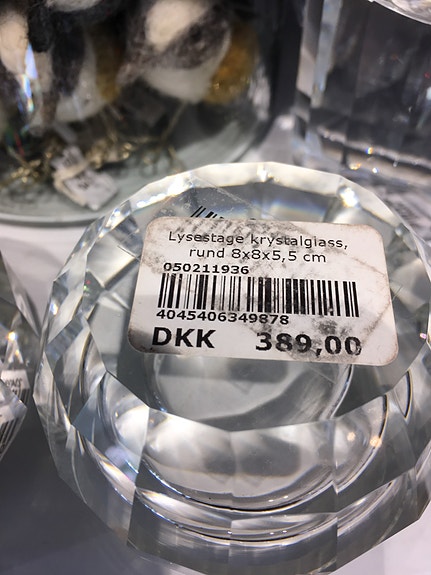 Lysestage krystalglass,
rund 8x8x5,5 cm
050211936
4045406349878
DKK 389,00